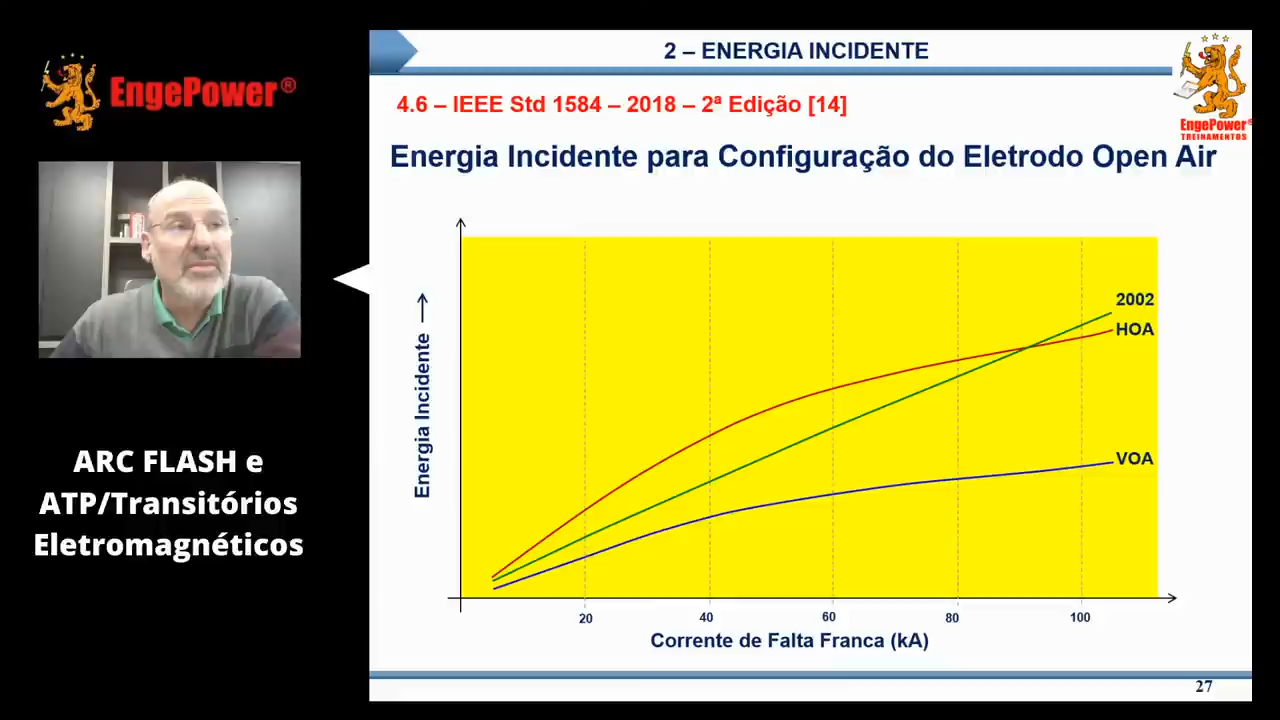 EngePower®
ARC FLASH e
ATP/Transitórios
Eletromagnéticos
2 – ENERGIA INCIDENTE
EngePower®
TREINAMENTOS
4.6 – IEEE Std 1584 – 2018 – 2ª Edição [14]
Energia Incidente para Configuração do Eletrodo Open Air
Energia Incidente
2002
HOA
VOA
20 40 60 80 100
Corrente de Falta Franca (kA)
27